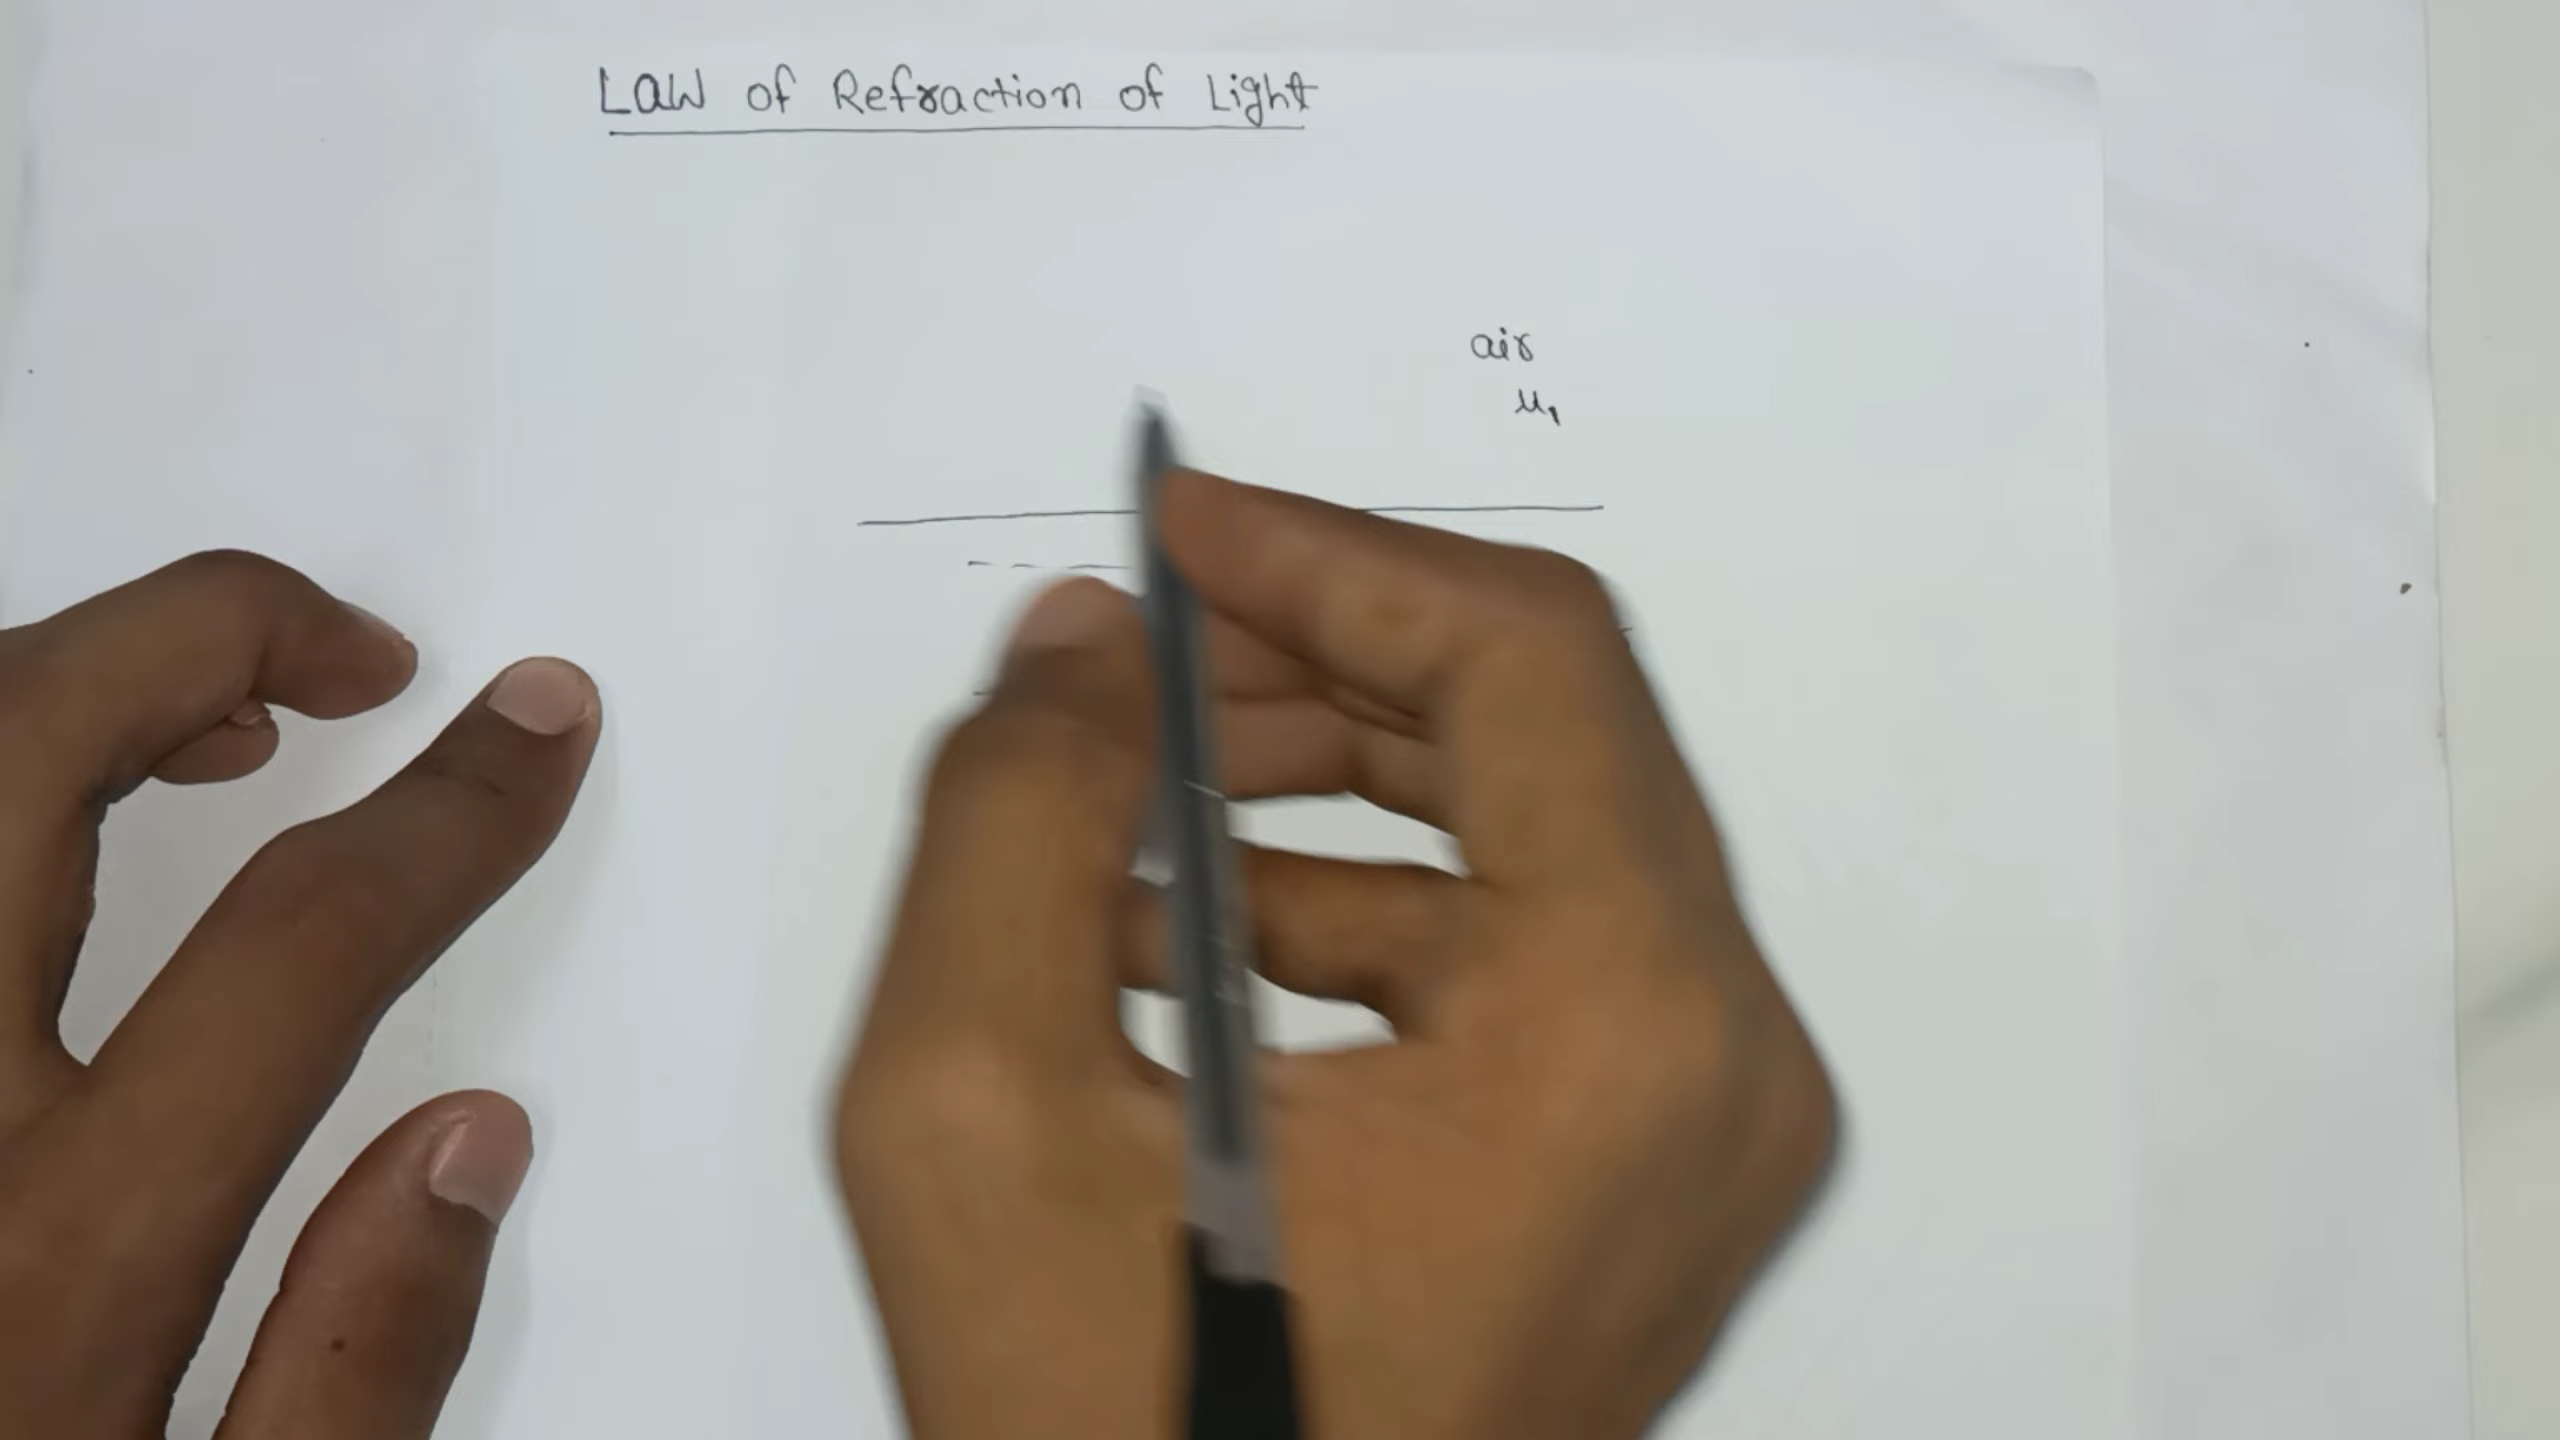 Law of Refraction of Light
air
μ₁